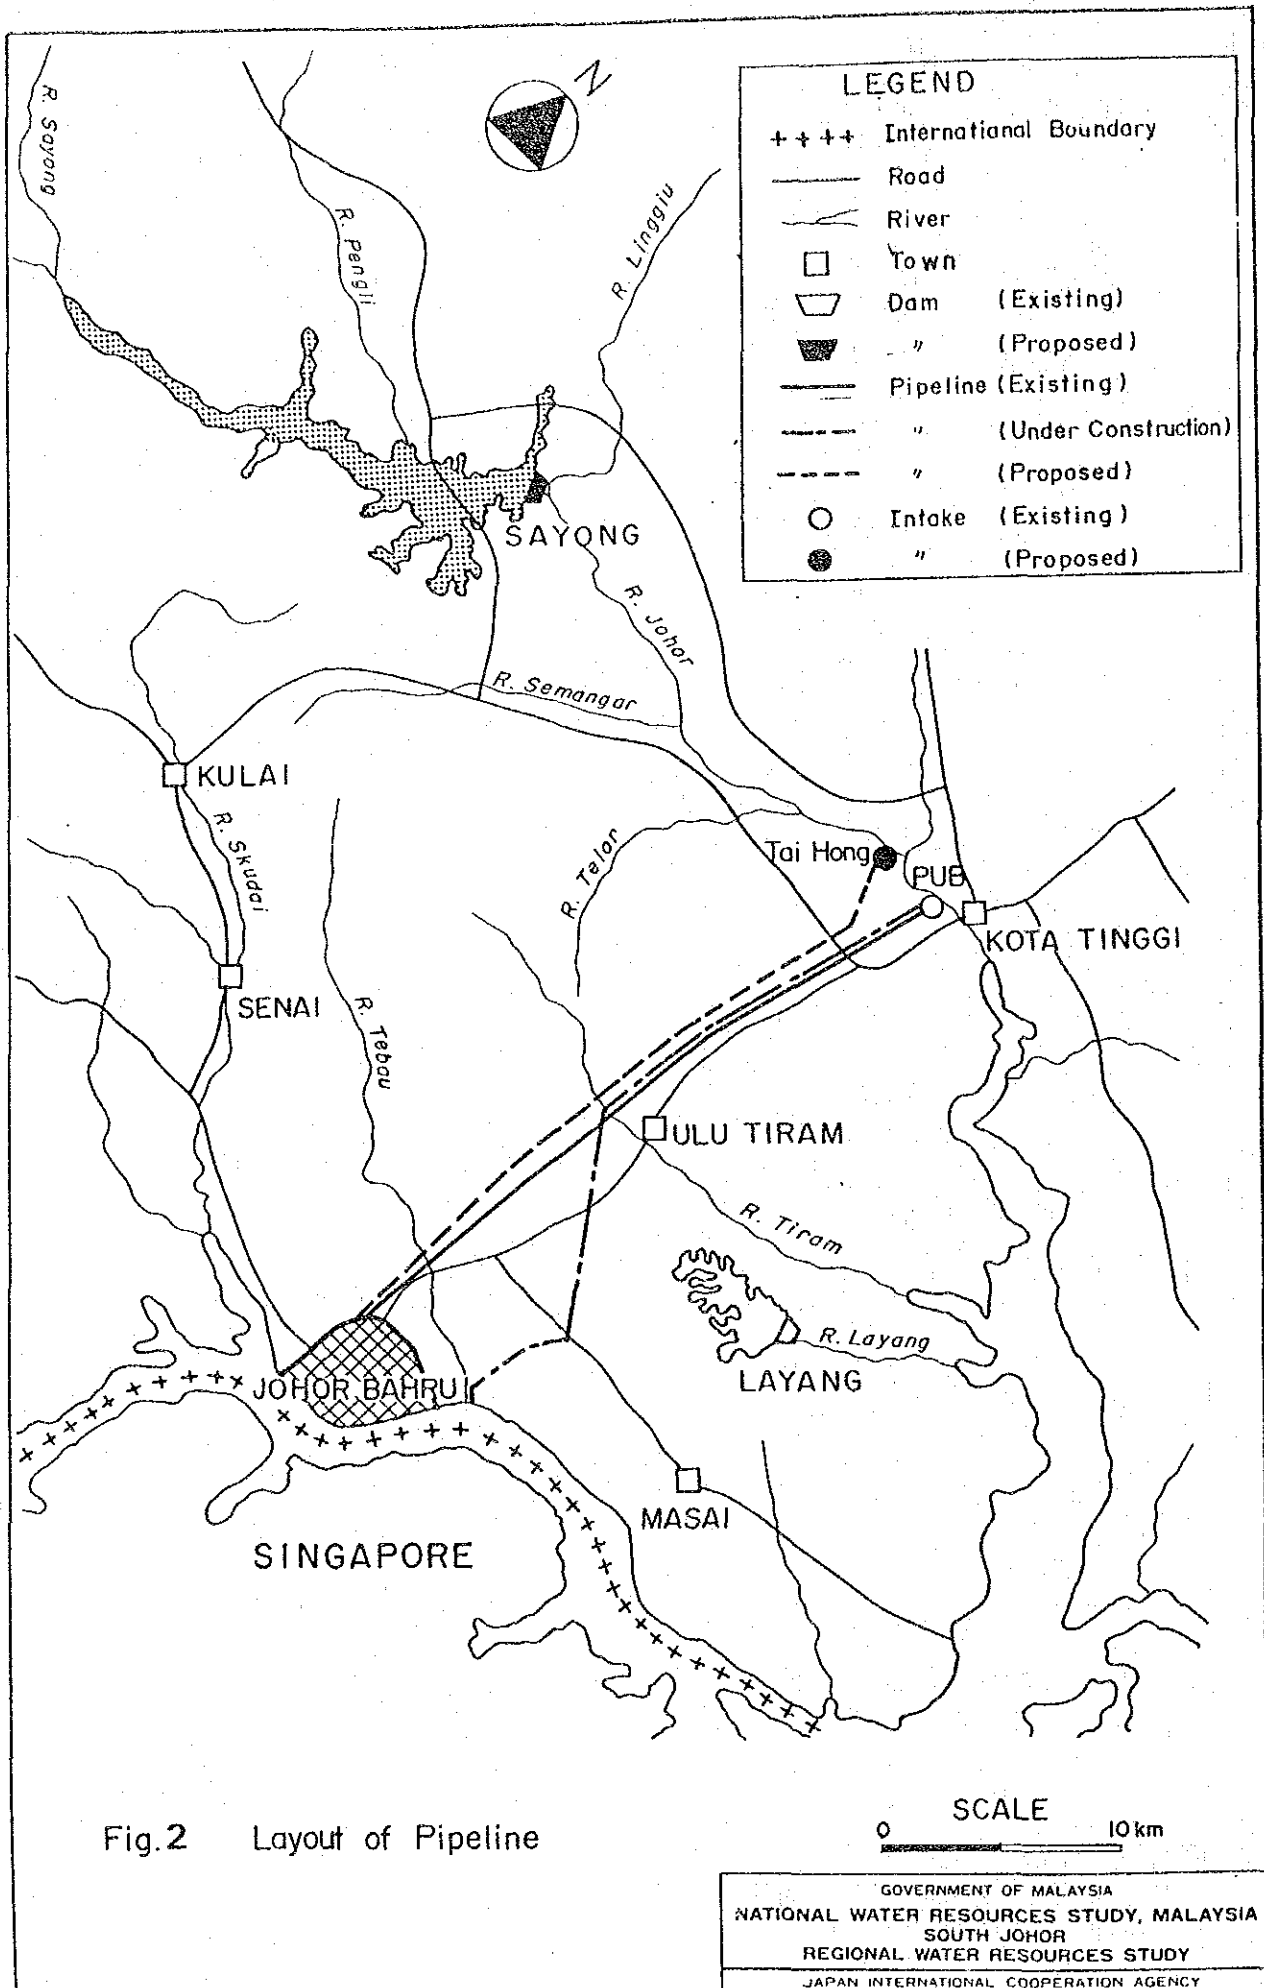 N
LEGEND
++++ International Boundary
Road
River
Town
Dam (Existing)
" (Proposed)
Pipeline (Existing)
" (Under Construction)
" (Proposed)
Intake (Existing)
" (Proposed)
R. Sayong
R. Pengli
R. Linggiu
SAYONG
R. Johor
R. Semangar
KULAI
R. Skudai
R. Telor
Tai Hong
PUB
KOTA TINGGI
SENAI
R. Tebau
ULU TIRAM
R. Tiram
R. Layang
LAYANG
JOHOR BAHRU
MASAI
SINGAPORE
Fig.2 Layout of Pipeline
SCALE
0 10 km
GOVERNMENT OF MALAYSIA
NATIONAL WATER RESOURCES STUDY, MALAYSIA
SOUTH JOHOR
REGIONAL WATER RESOURCES STUDY
JAPAN INTERNATIONAL COOPERATION AGENCY